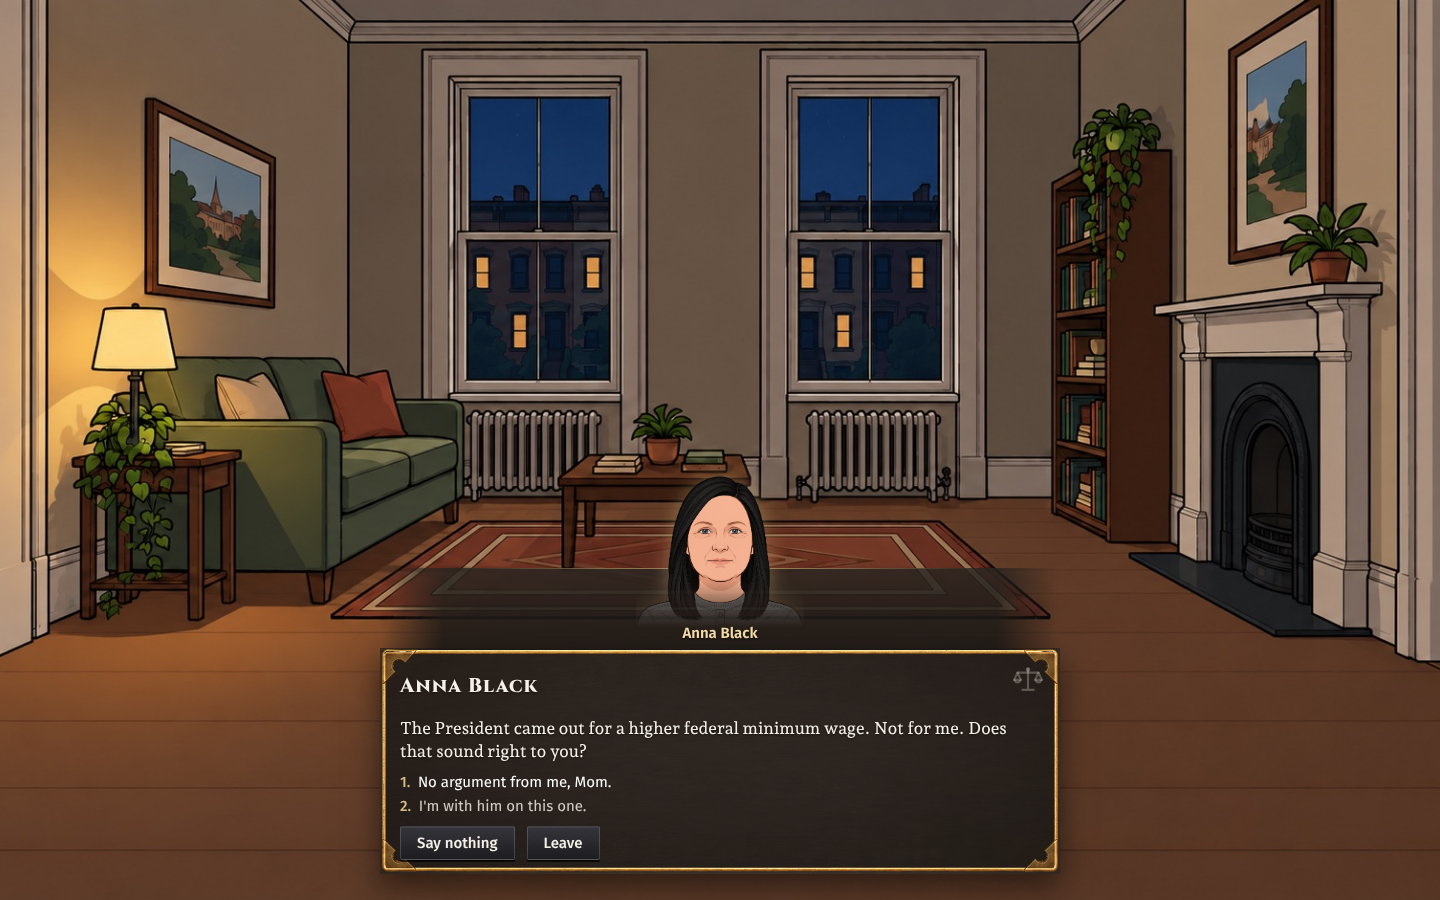 Anna Black
Anna Black
The President came out for a higher federal minimum wage. Not for me. Does
that sound right to you?
1. No argument from me, Mom.
2. I'm with him on this one.
Say nothing
Leave